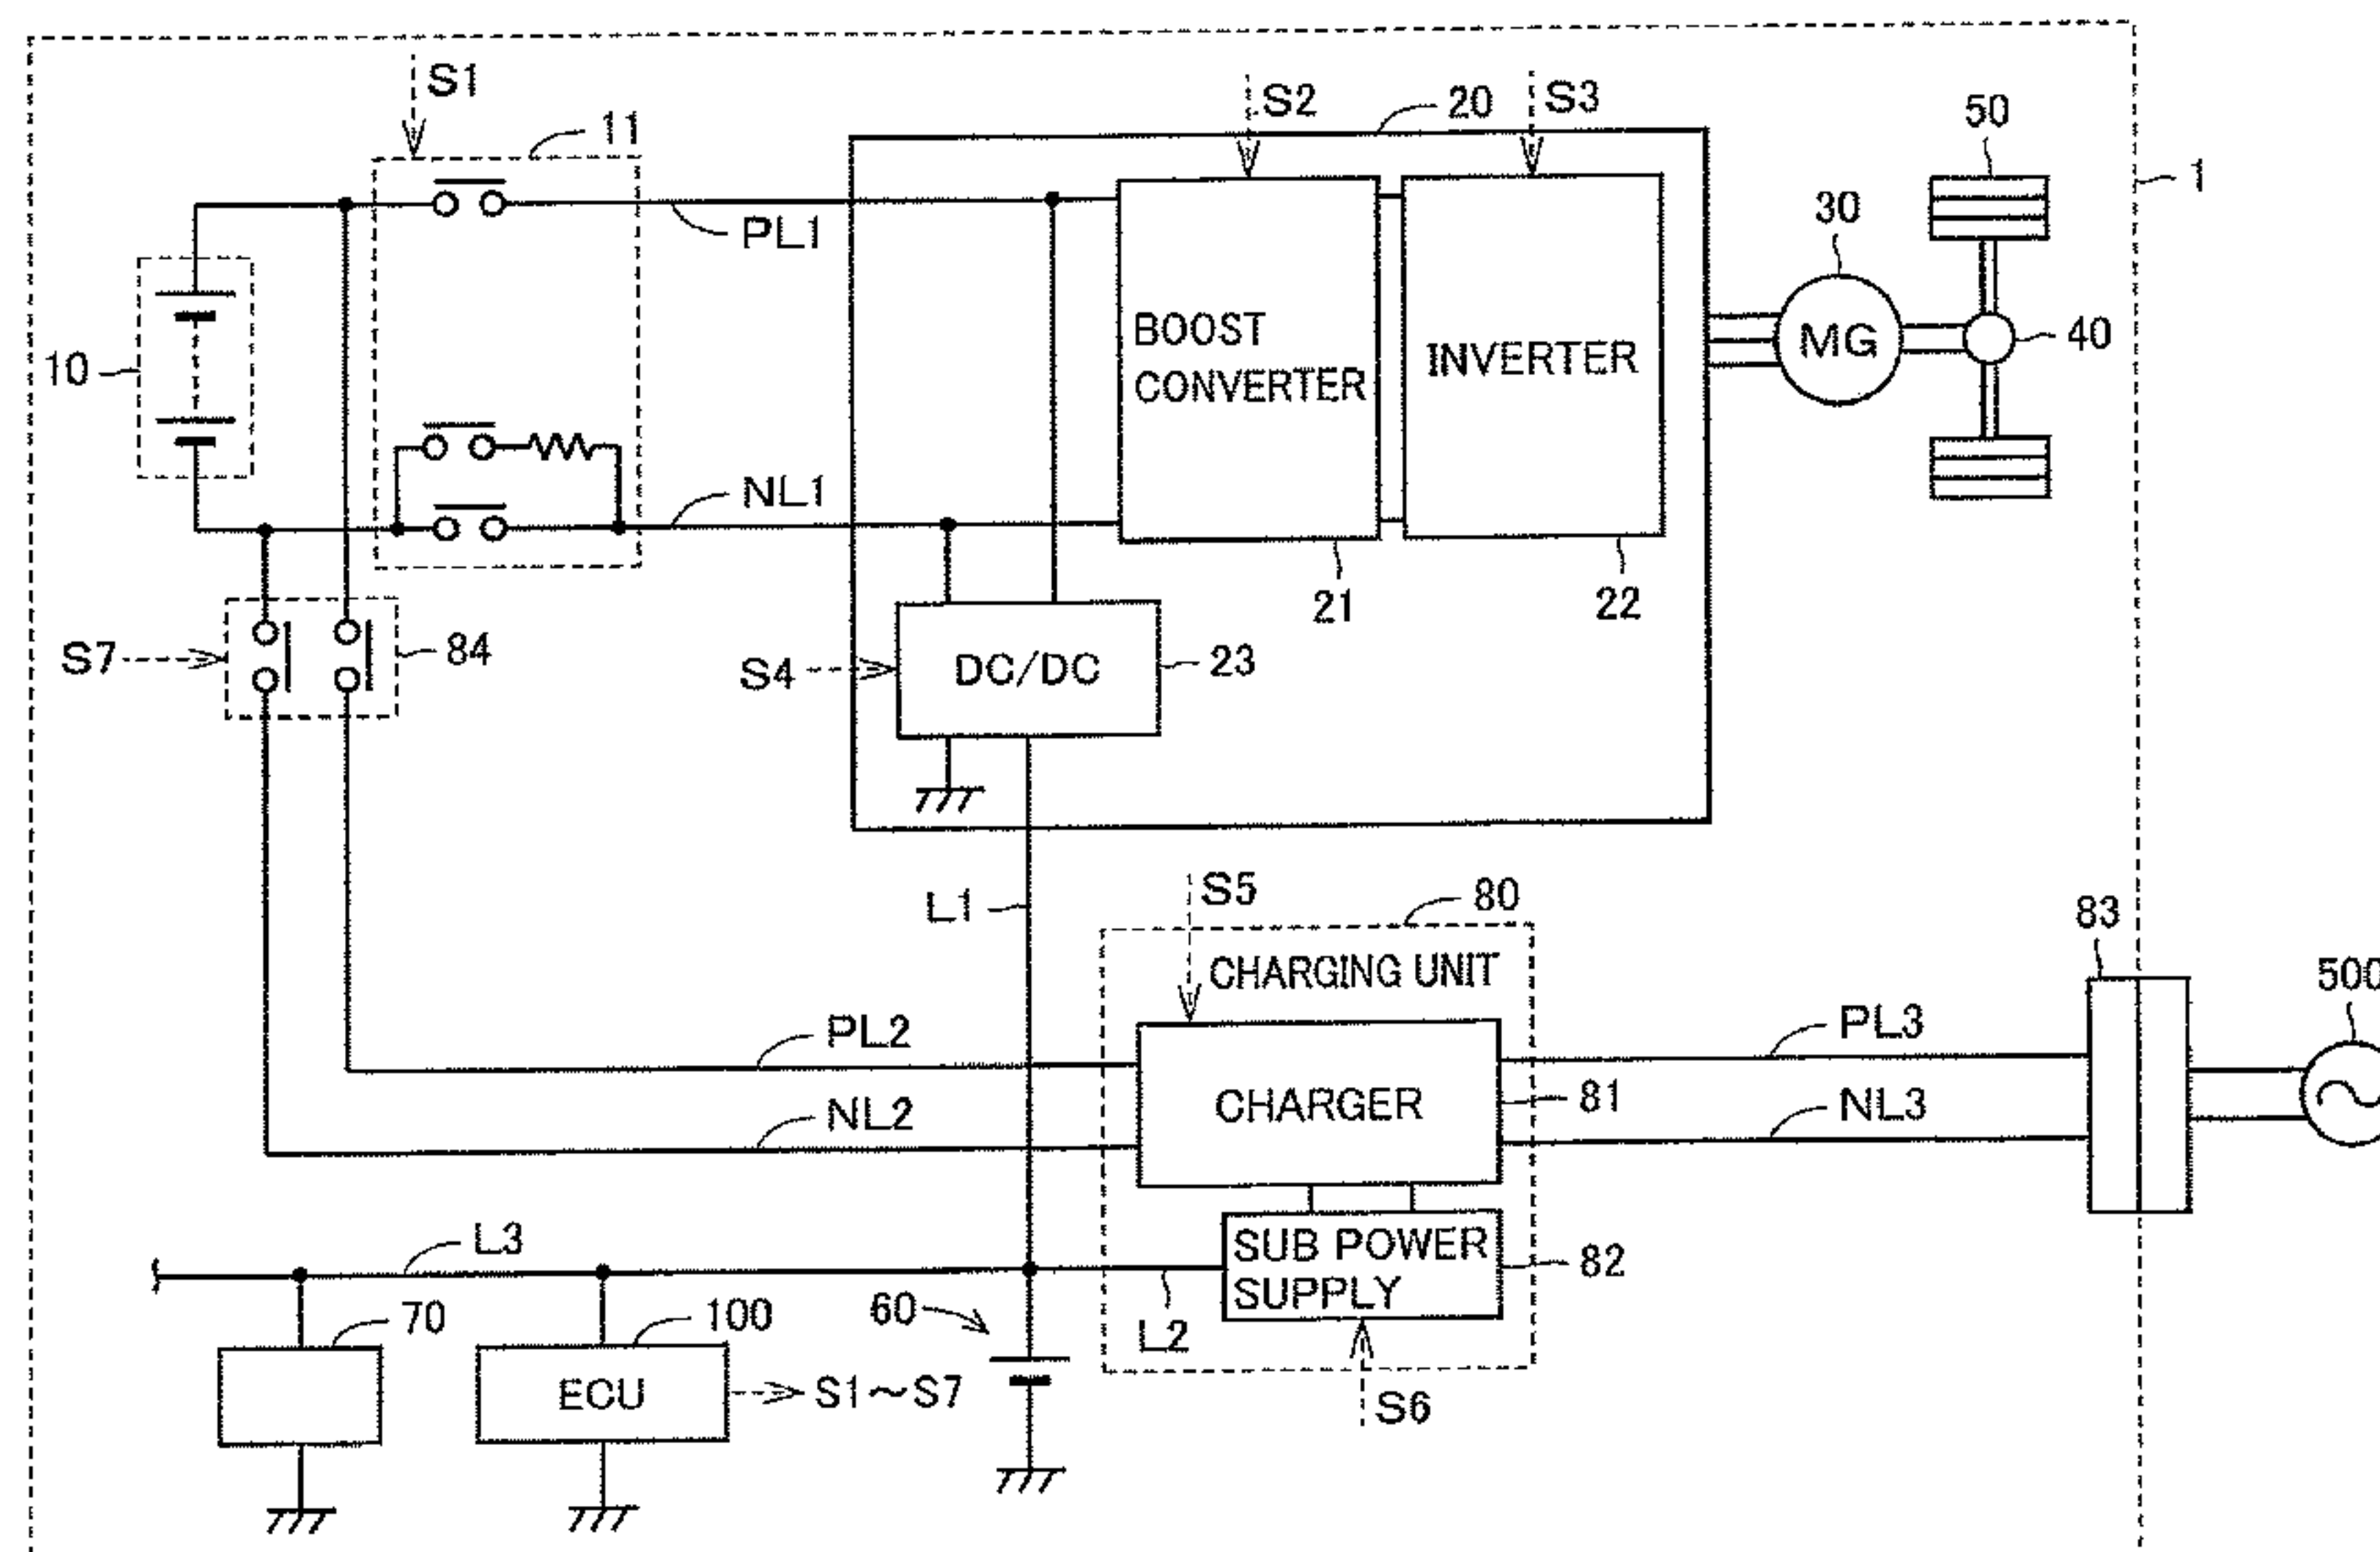 S1
11
S2
20
S3
50
1
PL1
30
BOOST
CONVERTER
INVERTER
MG
40
10
NL1
21
22
S7
84
S4
DC/DC
23
L1
S5
80
83
CHARGING UNIT
500
PL2
PL3
CHARGER
81
NL2
NL3
L3
SUB POWER
SUPPLY
82
70
100
60
L2
ECU
S1~S7
S6